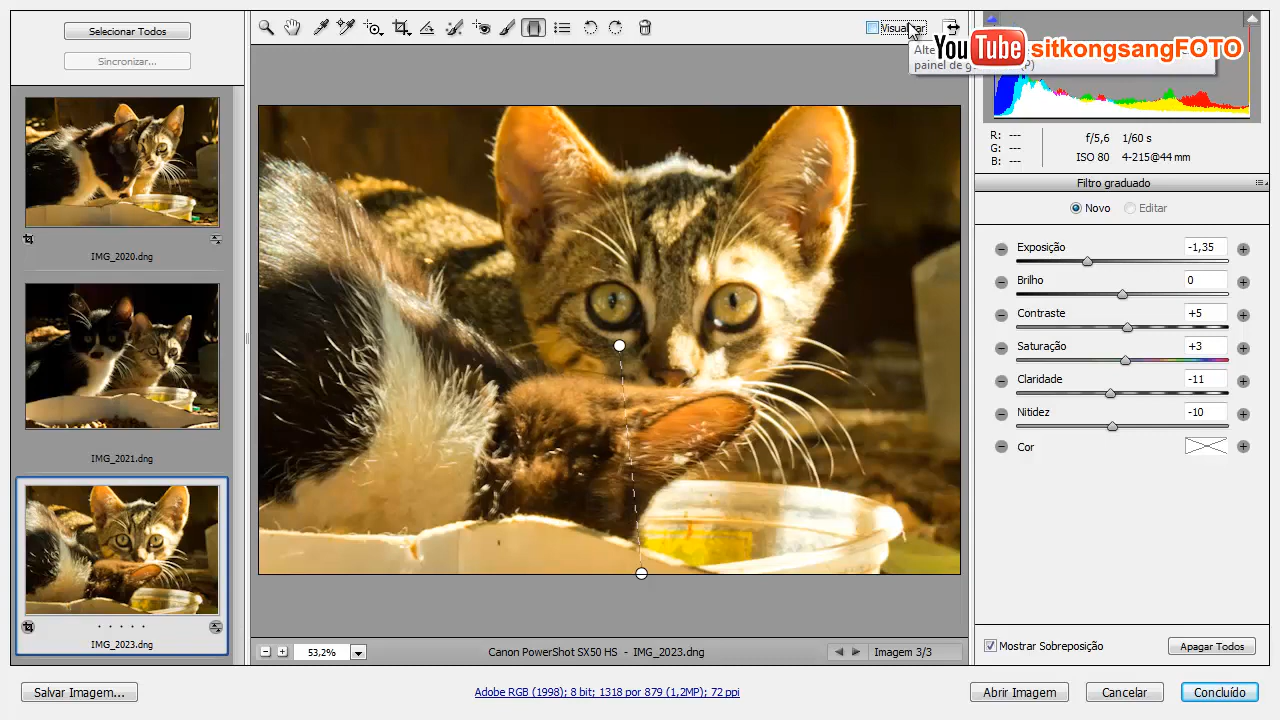 Selecionar Todos
Sincronizar...
IMG_2020.dng
IMG_2021.dng
IMG_2023.dng
YouTube sitkongsangFOTO
R: ---
G: ---
B: ---
f/5,6 1/60 s
ISO 80 4-215@44 mm
Filtro graduado
Novo Editar
Exposição -1,35
Brilho 0
Contraste +5
Saturação +3
Claridade -11
Nitidez -10
Cor
53,2%
Canon PowerShot SX50 HS - IMG_2023.dng
Imagem 3/3
Mostrar Sobreposição
Apagar Todos
Salvar Imagem...
Adobe RGB (1998); 8 bit; 1318 por 879 (1,2MP); 72 ppi
Abrir Imagem
Cancelar
Concluído